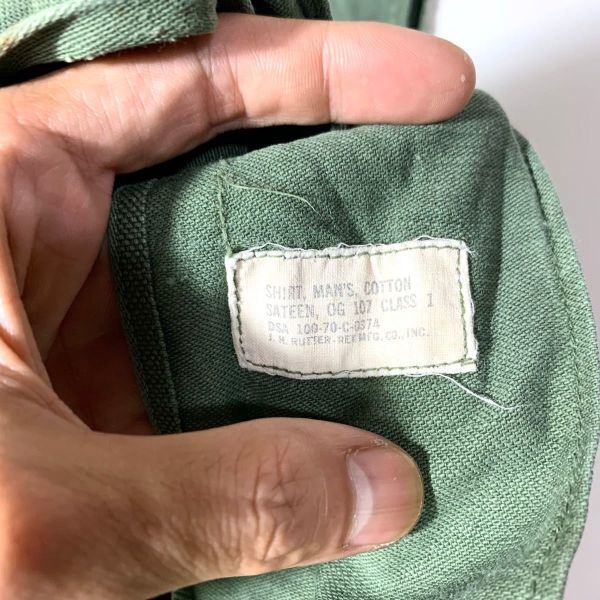 SHIRT, MAN'S, COTTON
SATEEN, OG 107 CLASS 1
DSA 100-70-C-0374
J. H. RUTTER-REX MFG. CO., INC.